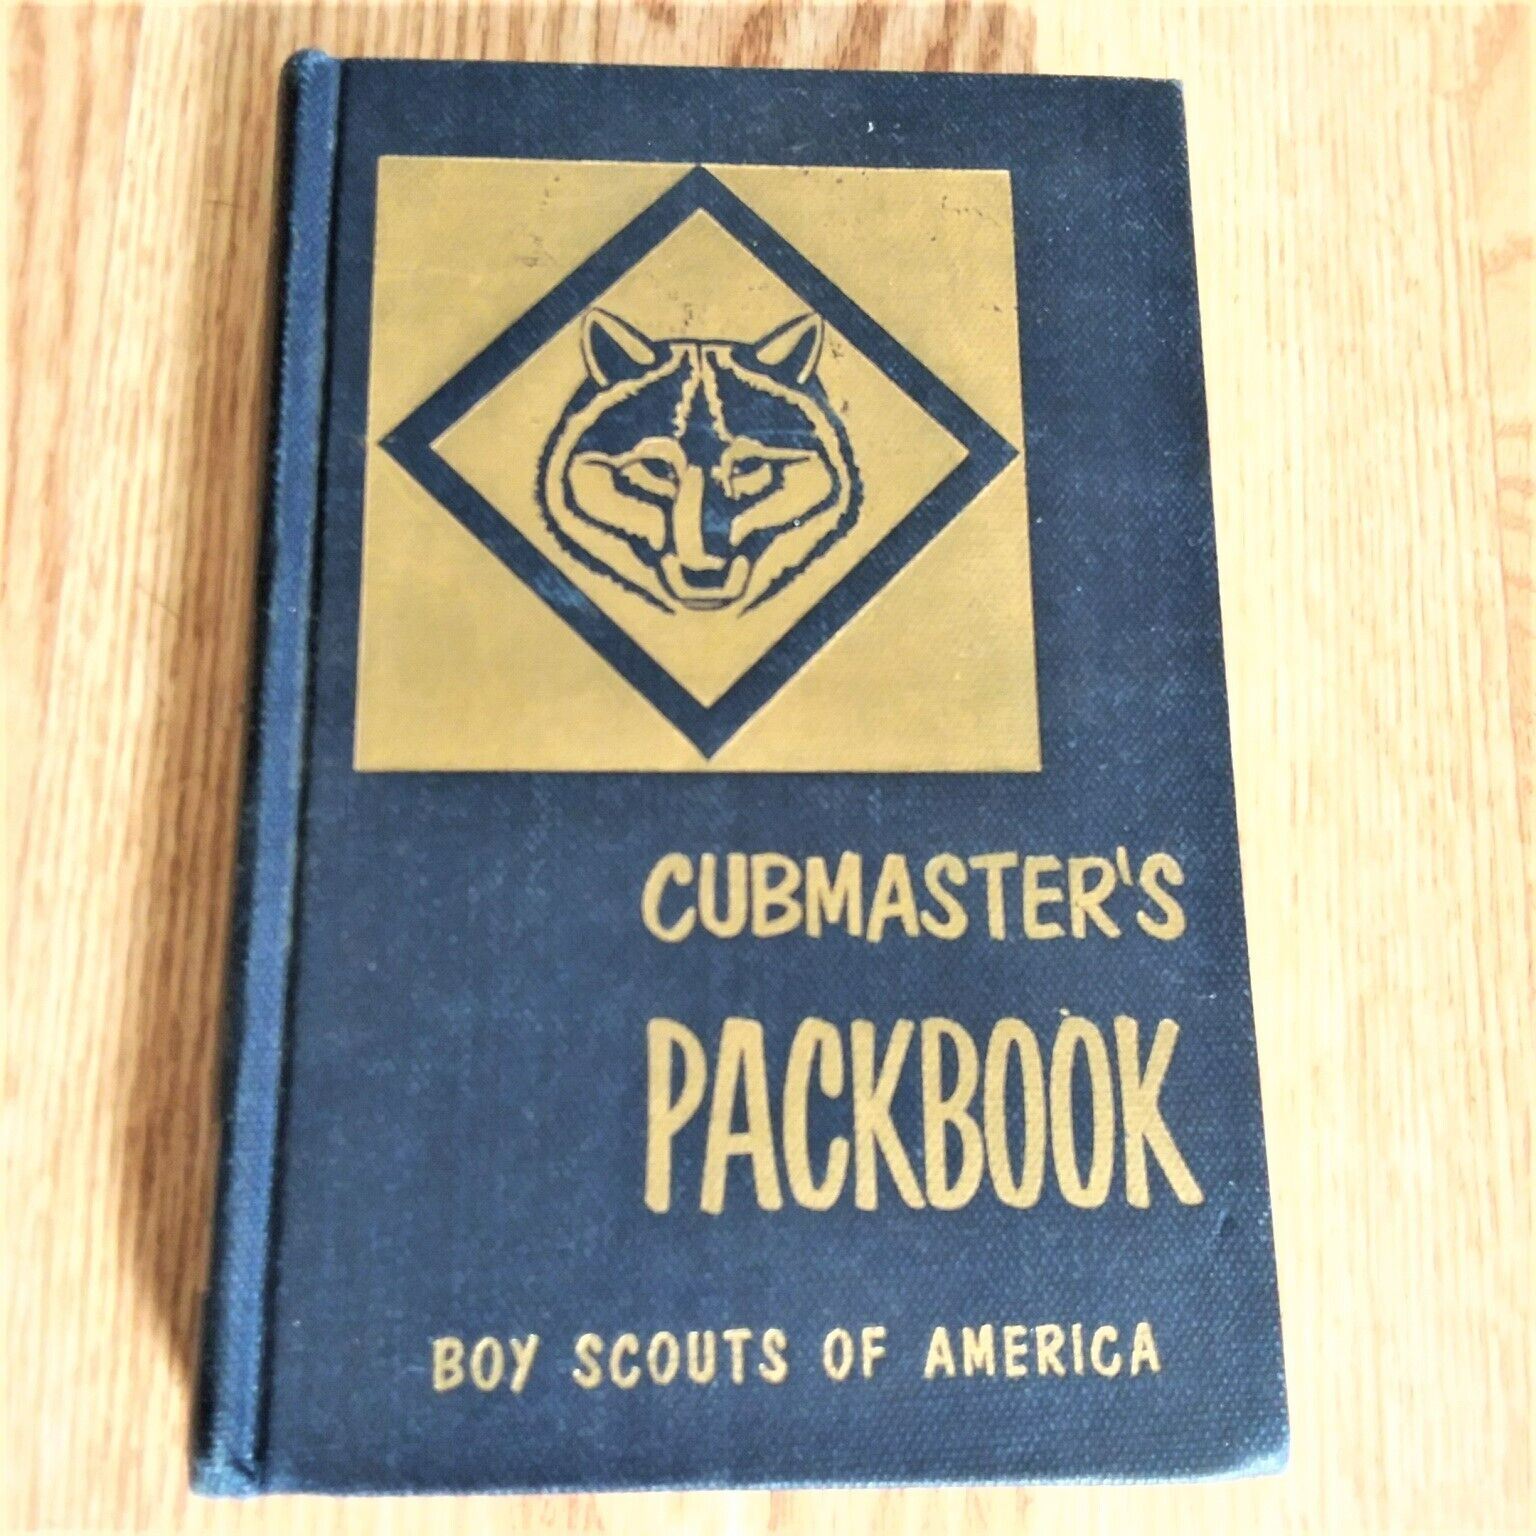 CUBMASTER'S
PACKBOOK
BOY SCOUTS OF AMERICA